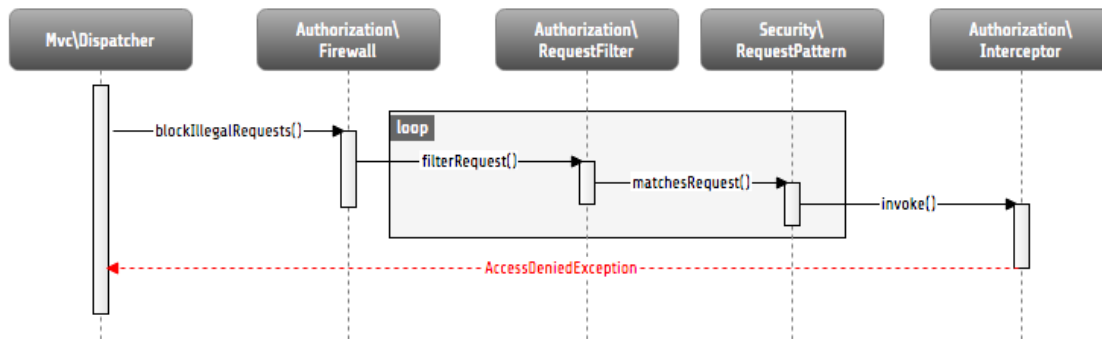 Mvc\Dispatcher
Authorization\
Firewall
Authorization\
RequestFilter
Security\
RequestPattern
Authorization\
Interceptor
loop
blockIllegalRequests()
filterRequest()
matchesRequest()
invoke()
AccessDeniedException